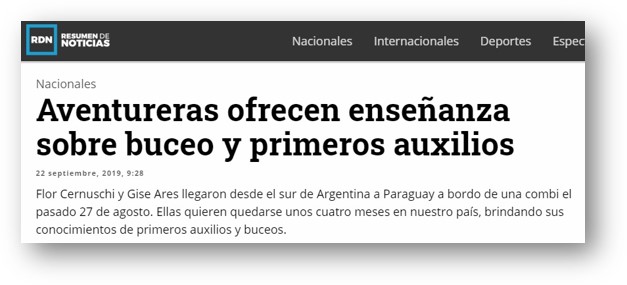 RDN RESUMEN DE
NOTICIAS
Nacionales Internacionales Deportes Espec
Nacionales
Aventureras ofrecen enseñanza
sobre buceo y primeros auxilios
22 septiembre, 2019, 9:28
Flor Cernuschi y Gise Ares llegaron desde el sur de Argentina a Paraguay a bordo de una combi el
pasado 27 de agosto. Ellas quieren quedarse unos cuatro meses en nuestro país, brindando sus
conocimientos de primeros auxilios y buceos.